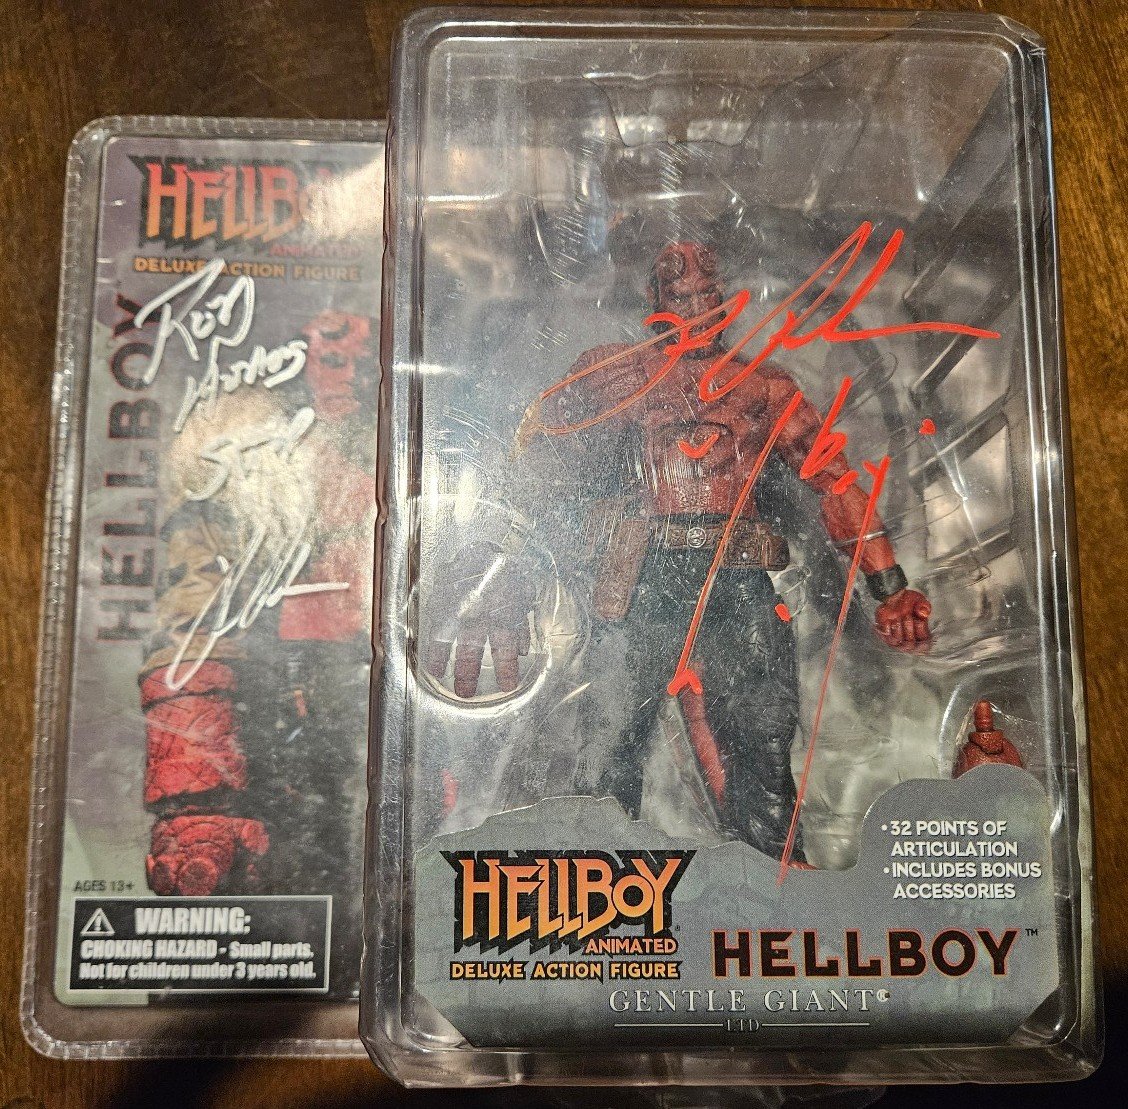 HELLBOY
ANIMATED
DELUXE ACTION FIGURE
HELLBOY
AGES 13+
WARNING:
CHOKING HAZARD - Small parts.
Not for children under 3 years old.
•32 POINTS OF
ARTICULATION
•INCLUDES BONUS
ACCESSORIES
HELLBOY®
ANIMATED
DELUXE ACTION FIGURE
HELLBOY™
GENTLE GIANT
LTD